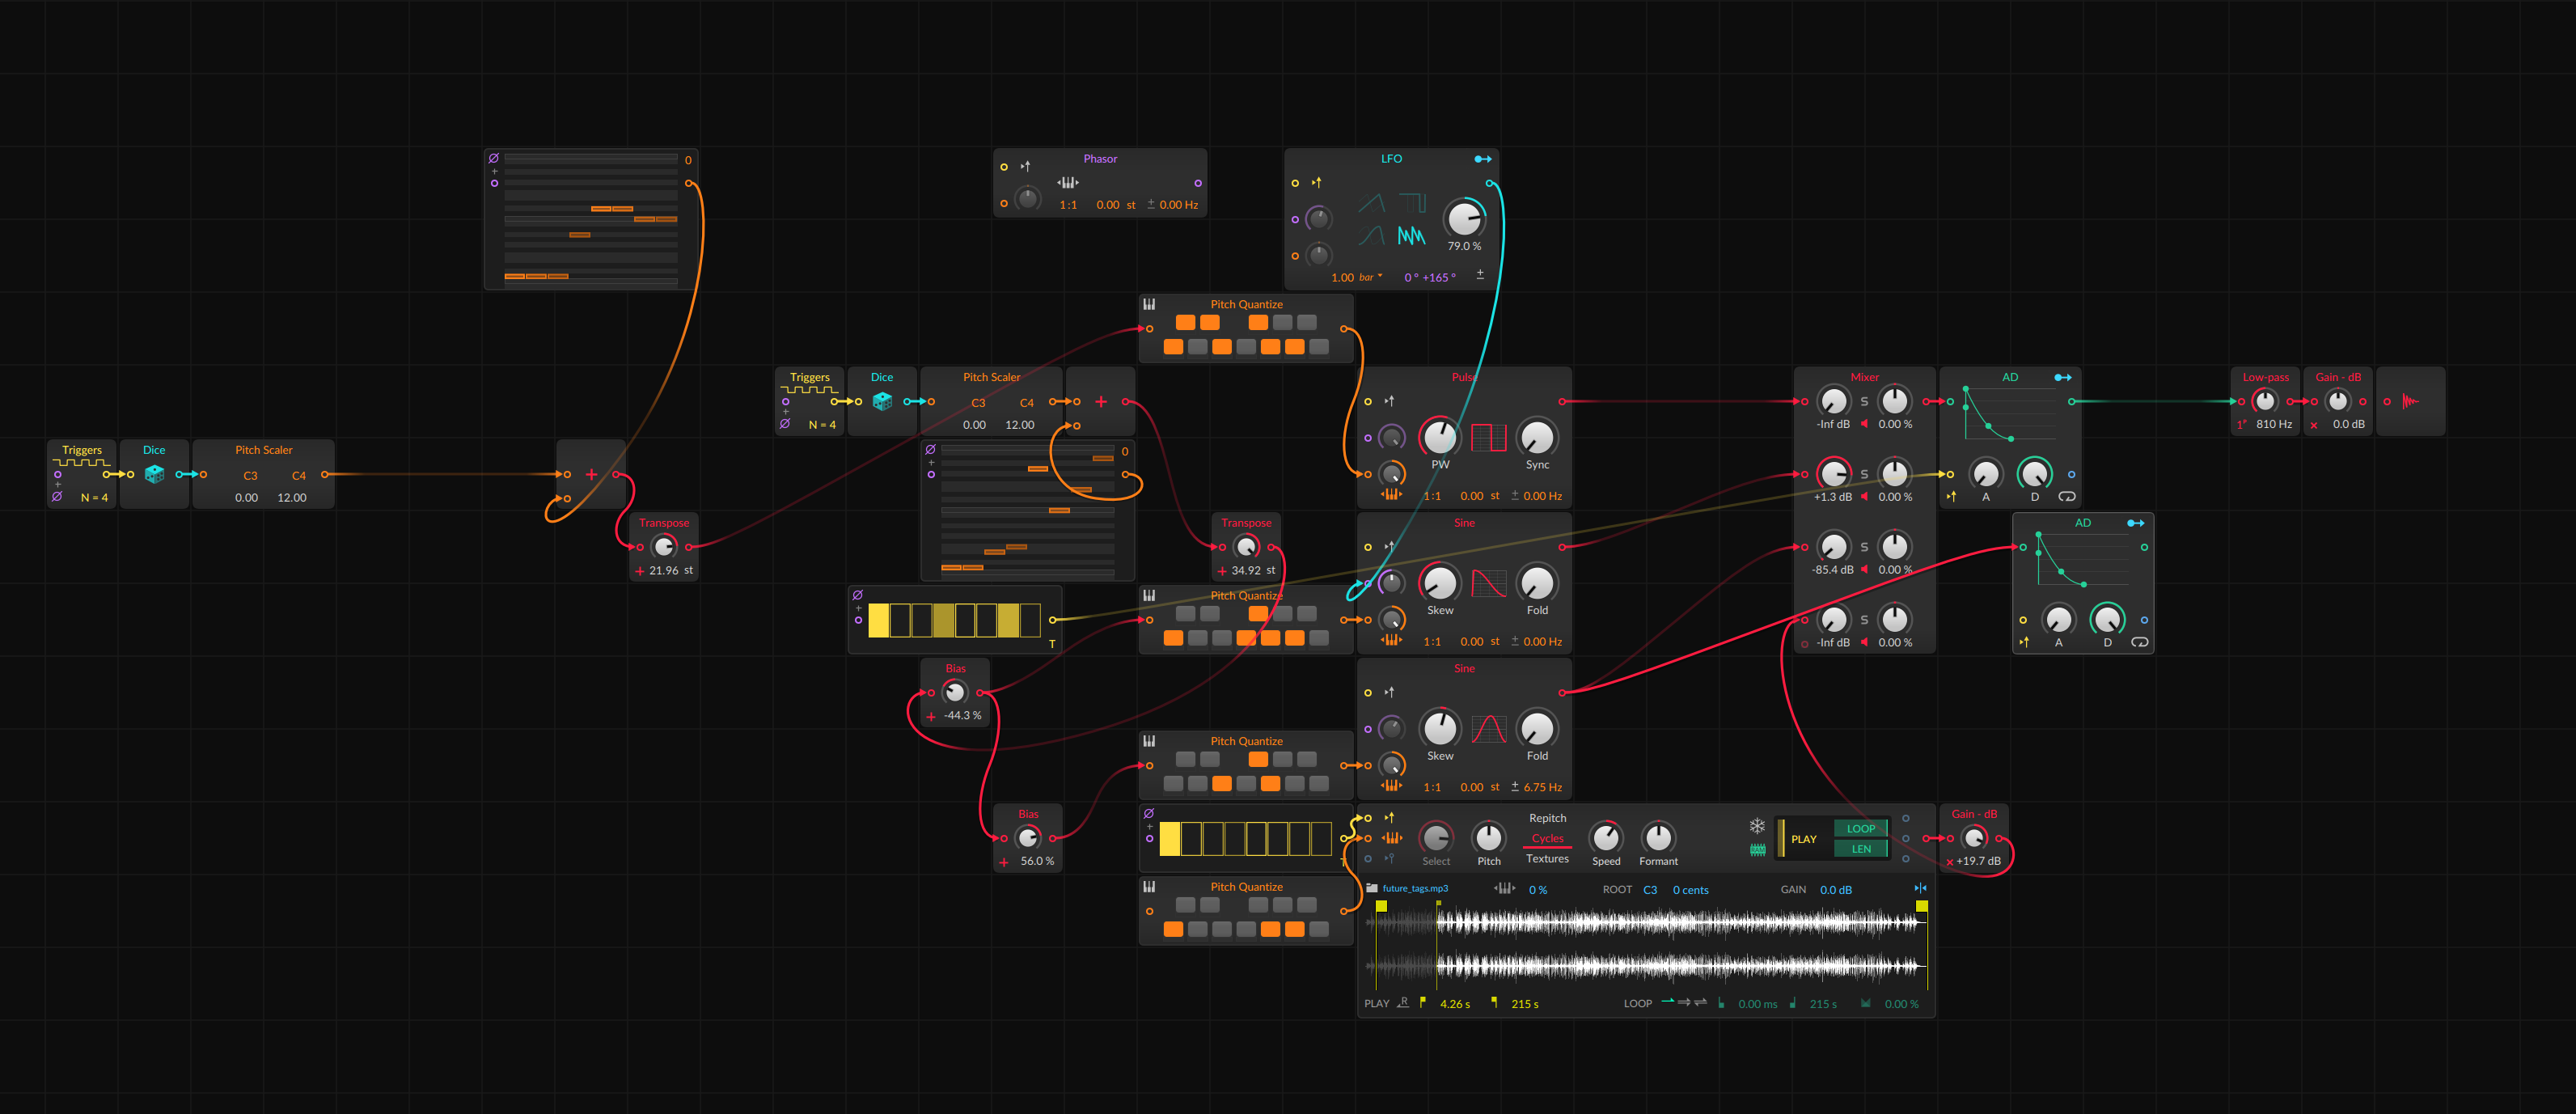 0
Phasor
1:1 0.00 st ± 0.00 Hz
LFO
79.0 %
1.00 bar 0 ° +165 °
Pitch Quantize
Triggers
N = 4
Dice
Pitch Scaler
C3 C4
0.00 12.00
+
Pulse
PW Sync
1:1 0.00 st ± 0.00 Hz
Mixer
-Inf dB S 0.00 %
+1.3 dB S 0.00 %
-85.4 dB S 0.00 %
-Inf dB S 0.00 %
AD
A D
Low-pass
1" 810 Hz
Gain - dB
× 0.0 dB
Triggers
N = 4
Dice
Pitch Scaler
C3 C4
0.00 12.00
+
0
Transpose
+ 21.96 st
Transpose
+ 34.92 st
Sine
Skew Fold
1:1 0.00 st ± 0.00 Hz
AD
A D
T
Pitch Quantize
Bias
+ -44.3 %
Sine
Skew Fold
1:1 0.00 st ± 6.75 Hz
Pitch Quantize
Bias
+ 56.0 %
T
Select
Pitch
Repitch
Cycles
Textures
Speed
Formant
PLAY
LOOP
LEN
Gain - dB
× +19.7 dB
Pitch Quantize
future_tags.mp3 0 % ROOT C3 0 cents GAIN 0.0 dB
PLAY R 4.26 s 215 s LOOP 0.00 ms 215 s 0.00 %